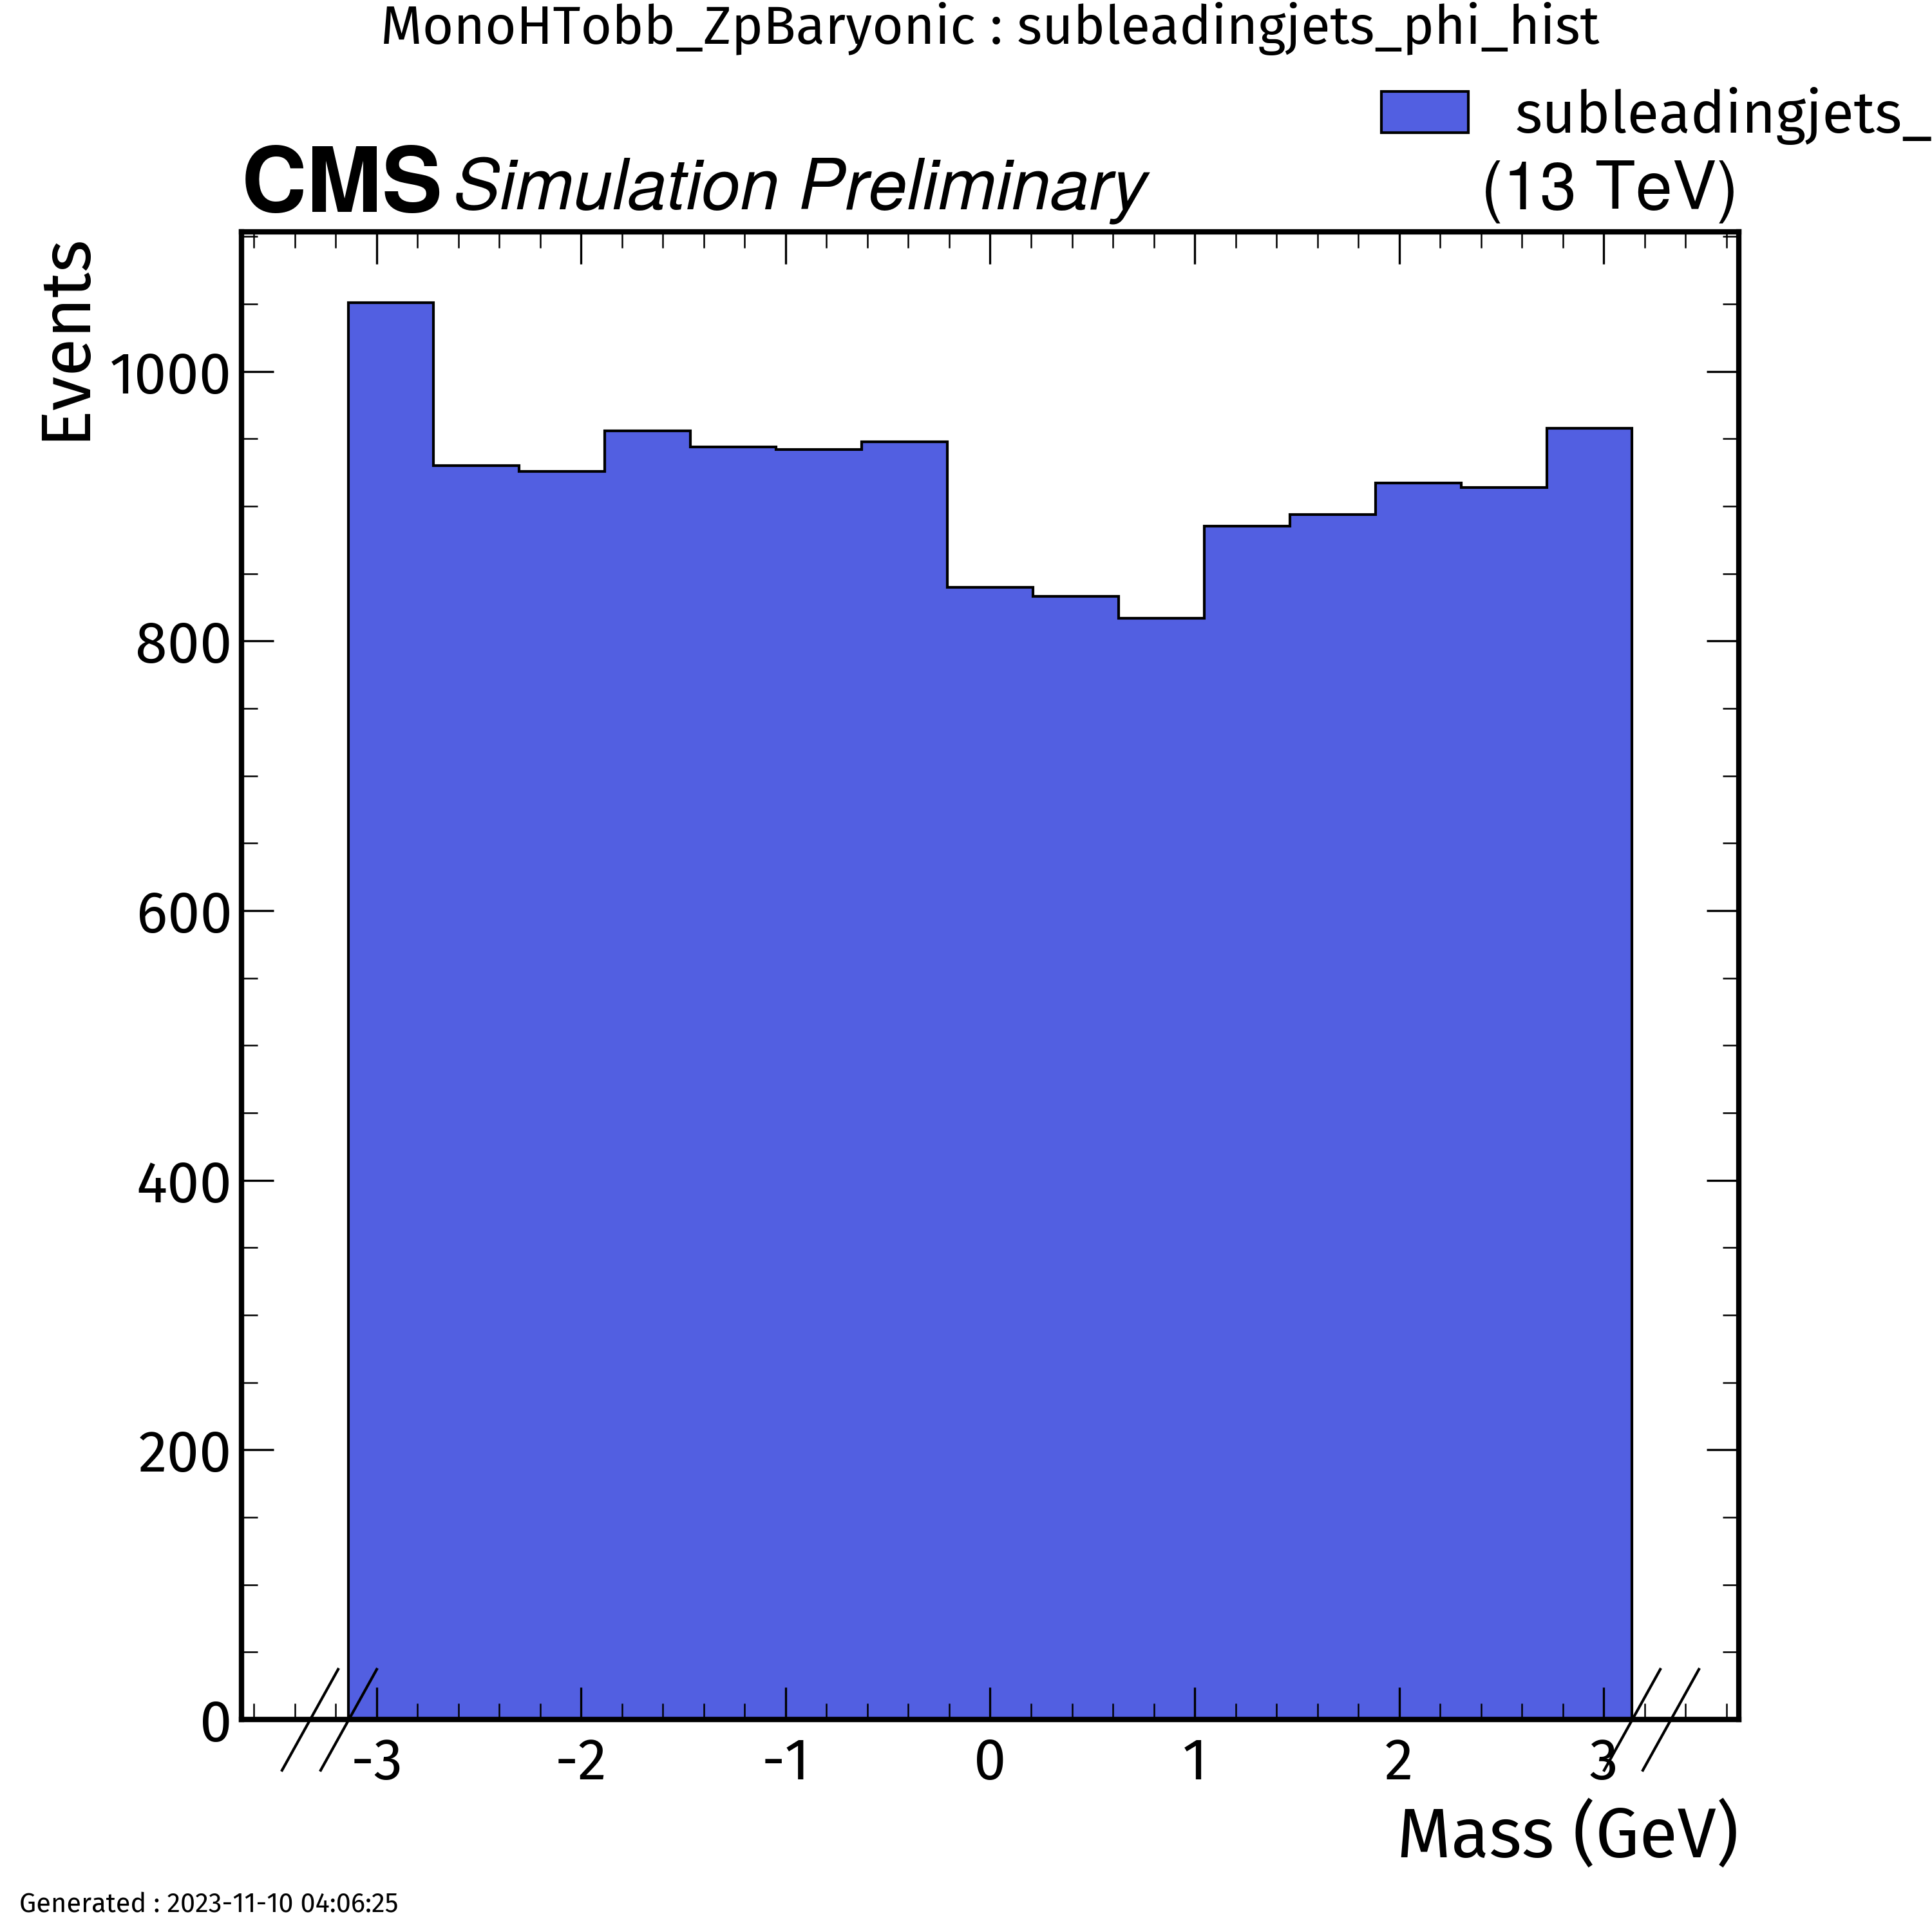 MonoHTobb_ZpBaryonic : subleadingjets_phi_hist
subleadingjets_
CMS Simulation Preliminary (13 TeV)
Events
1000
800
600
400
200
0
-3 -2 -1 0 1 2 3
Mass (GeV)
Generated : 2023-11-10 04:06:25